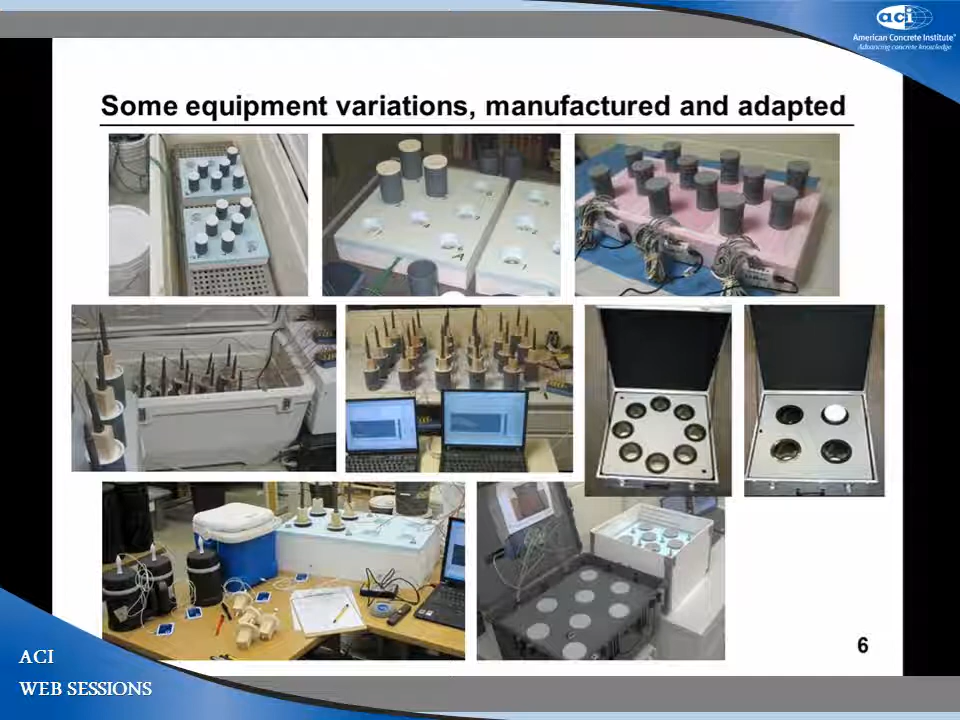 aci
American Concrete Institute®
Advancing concrete knowledge
Some equipment variations, manufactured and adapted
6
ACI
WEB SESSIONS